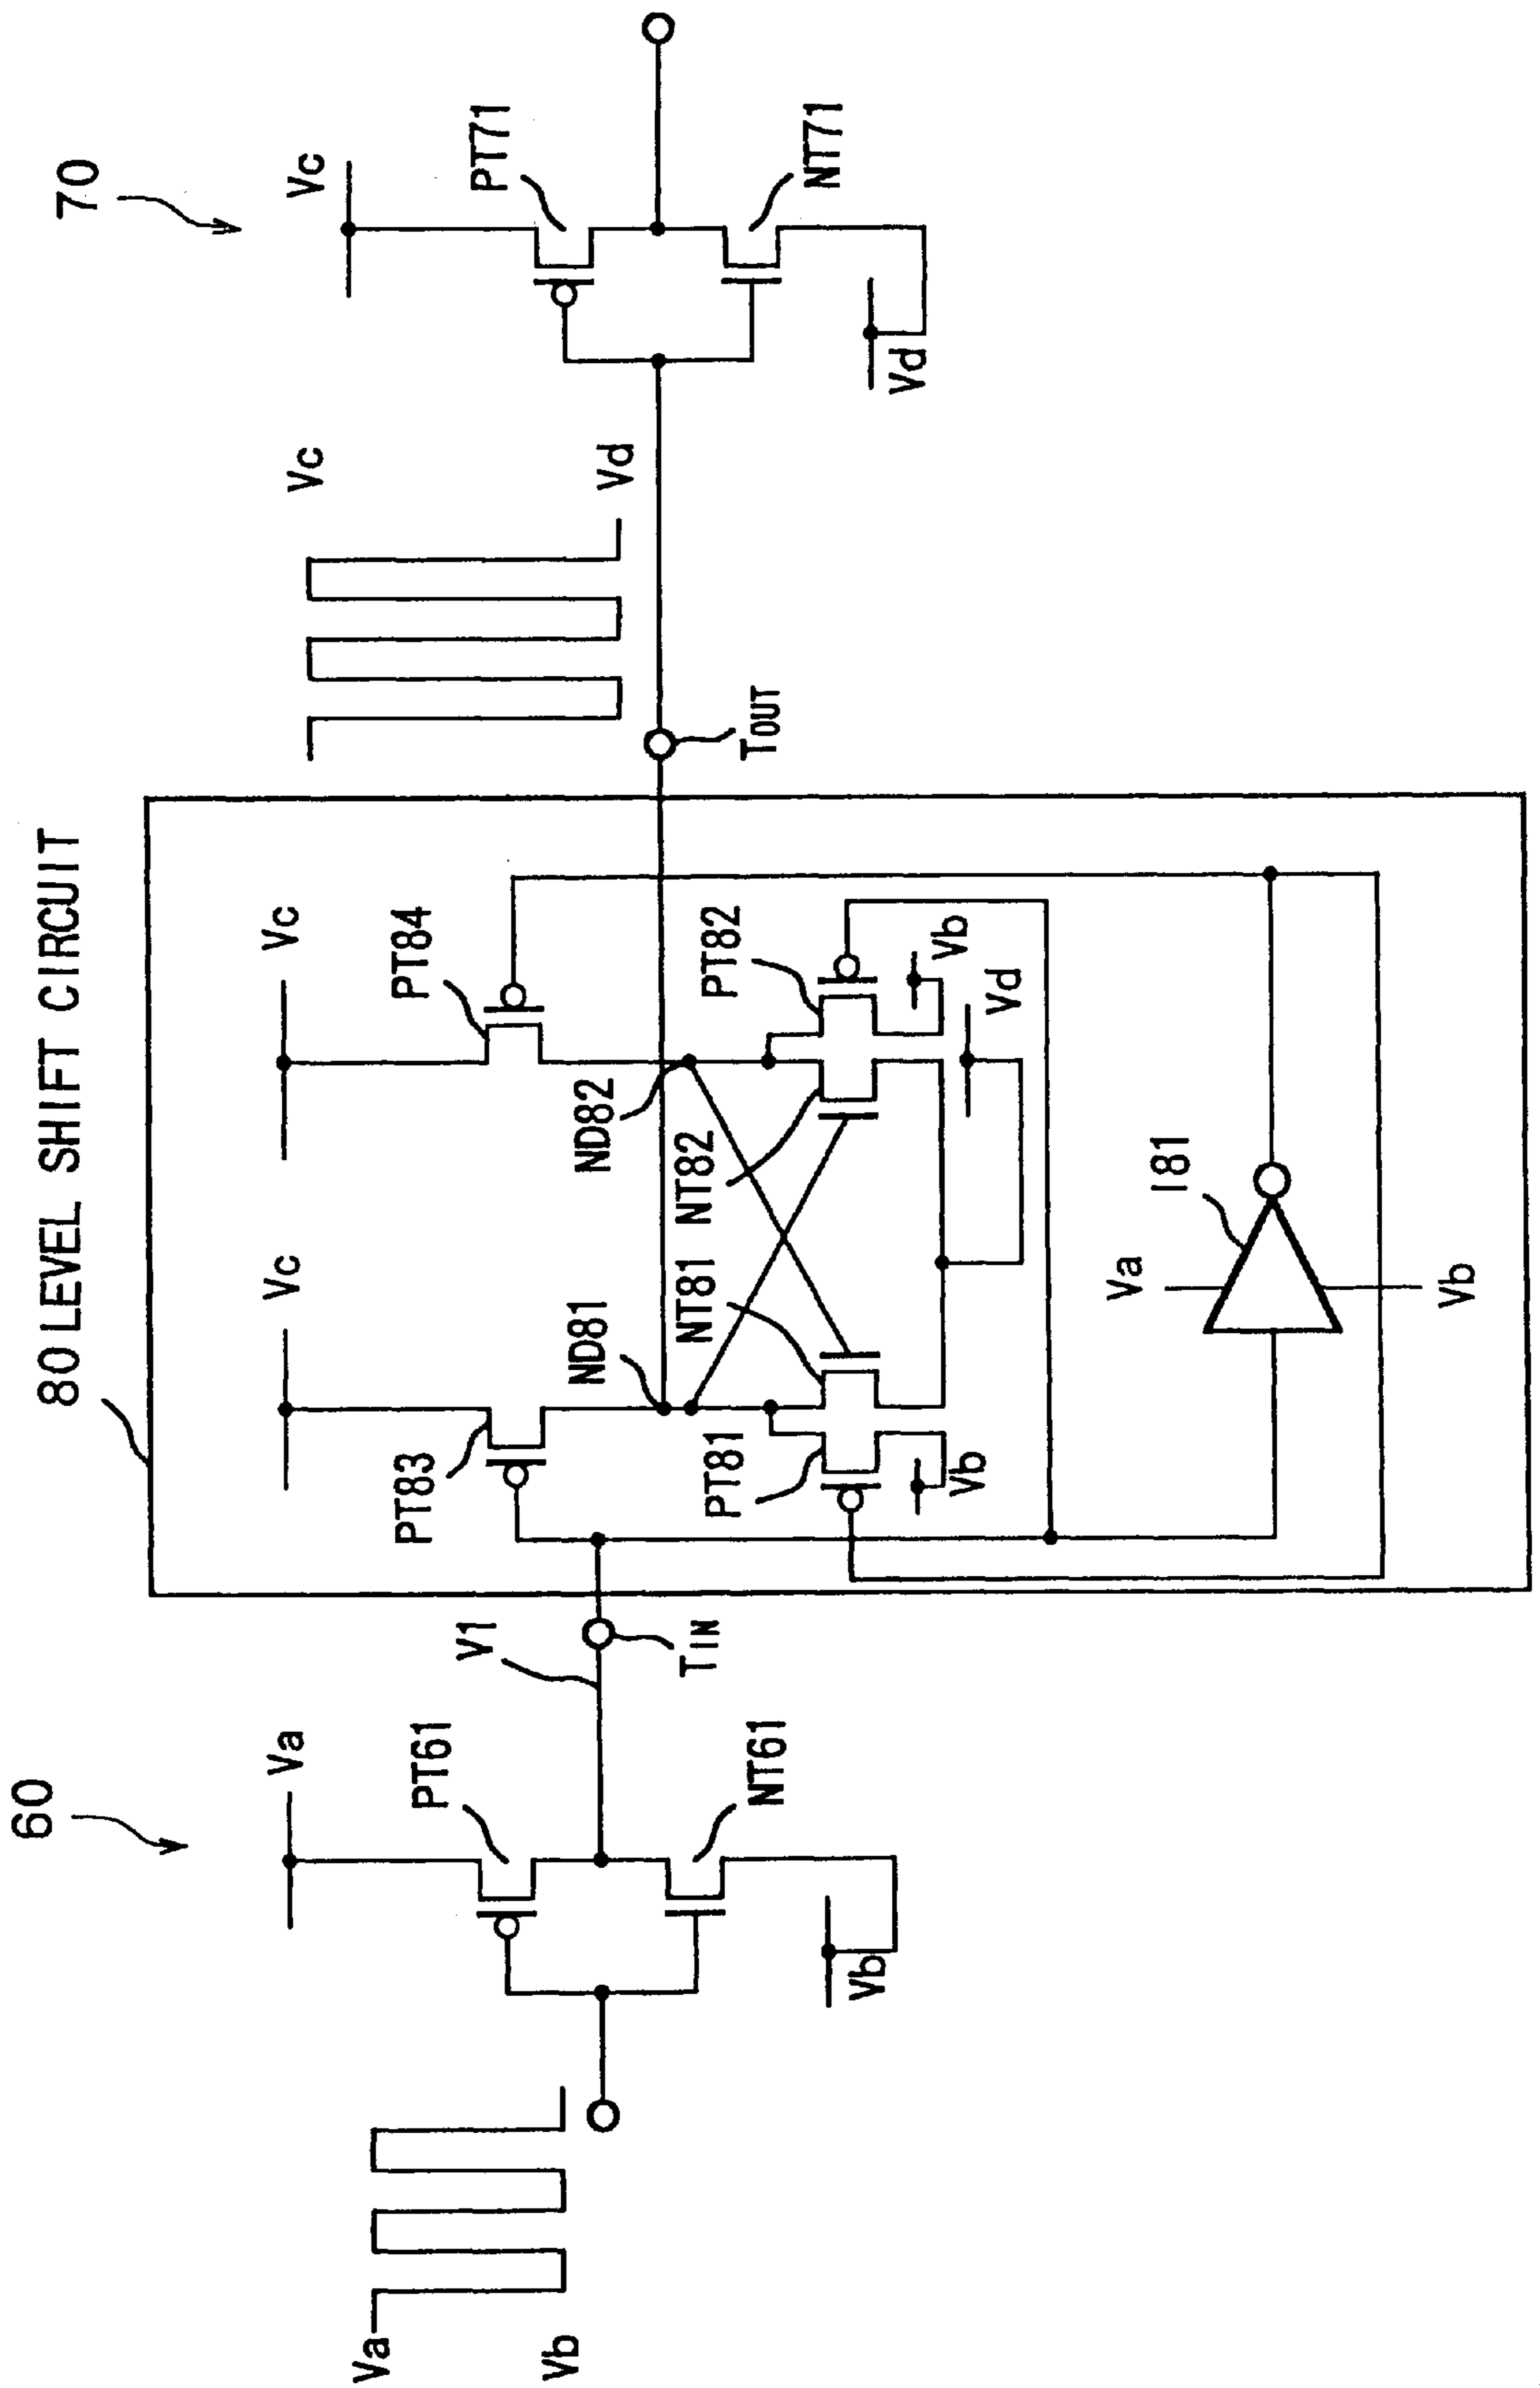 80 LEVEL SHIFT CIRCUIT
60
70
Va
Vb
Va
PT61
NT61
Vb
V1
TIN
Vc
PT83
ND81
PT81
NT81
Vb
Vc
PT84
ND82
NT82
PT82
Vb
Vd
Va
I81
Vb
TOUT
Vc
Vd
Vc
PT71
NT71
Vd